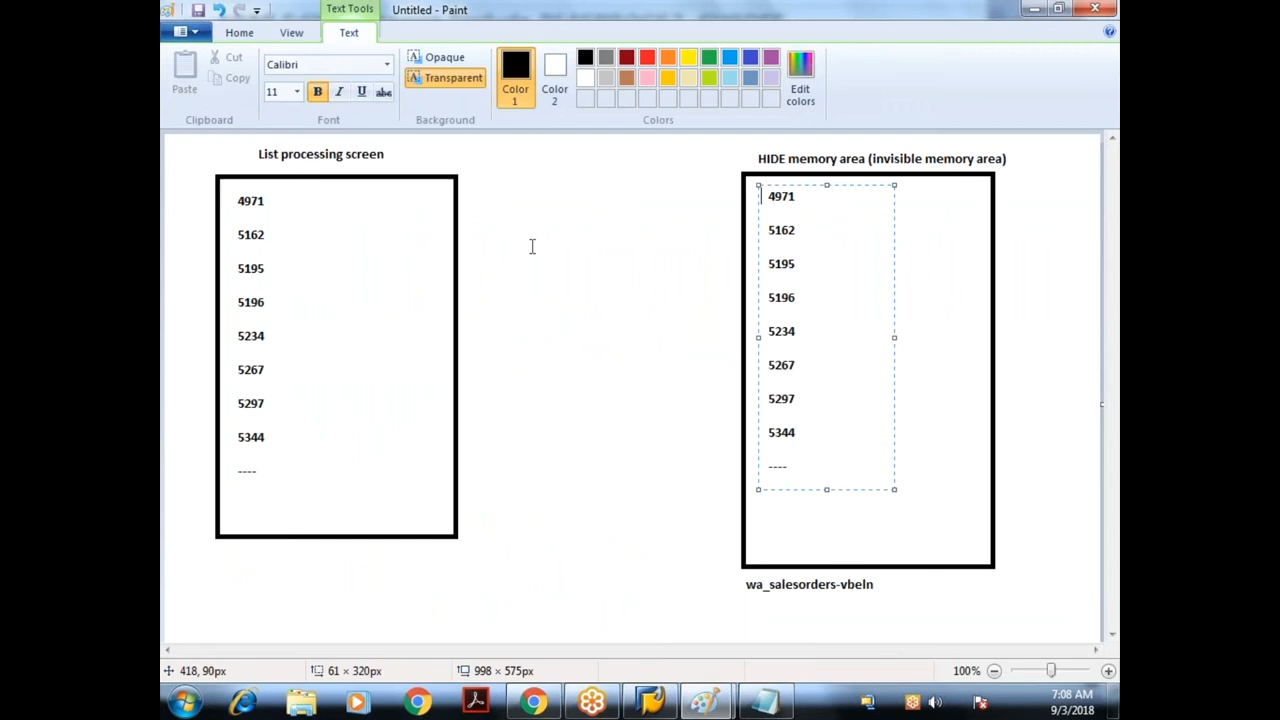 Text Tools
Untitled - Paint
Home
View
Text
Paste
Cut
Copy
Clipboard
Calibri
11
B
I
U
abc
Font
A
Opaque
A
Transparent
Background
Color
1
Color
2
Edit
colors
Colors
List processing screen
4971
5162
5195
5196
5234
5267
5297
5344
----
HIDE memory area (invisible memory area)
4971
5162
5195
5196
5234
5267
5297
5344
----
wa_salesorders-vbeln
418, 90px
61 × 320px
998 × 575px
100%
7:08 AM
9/3/2018